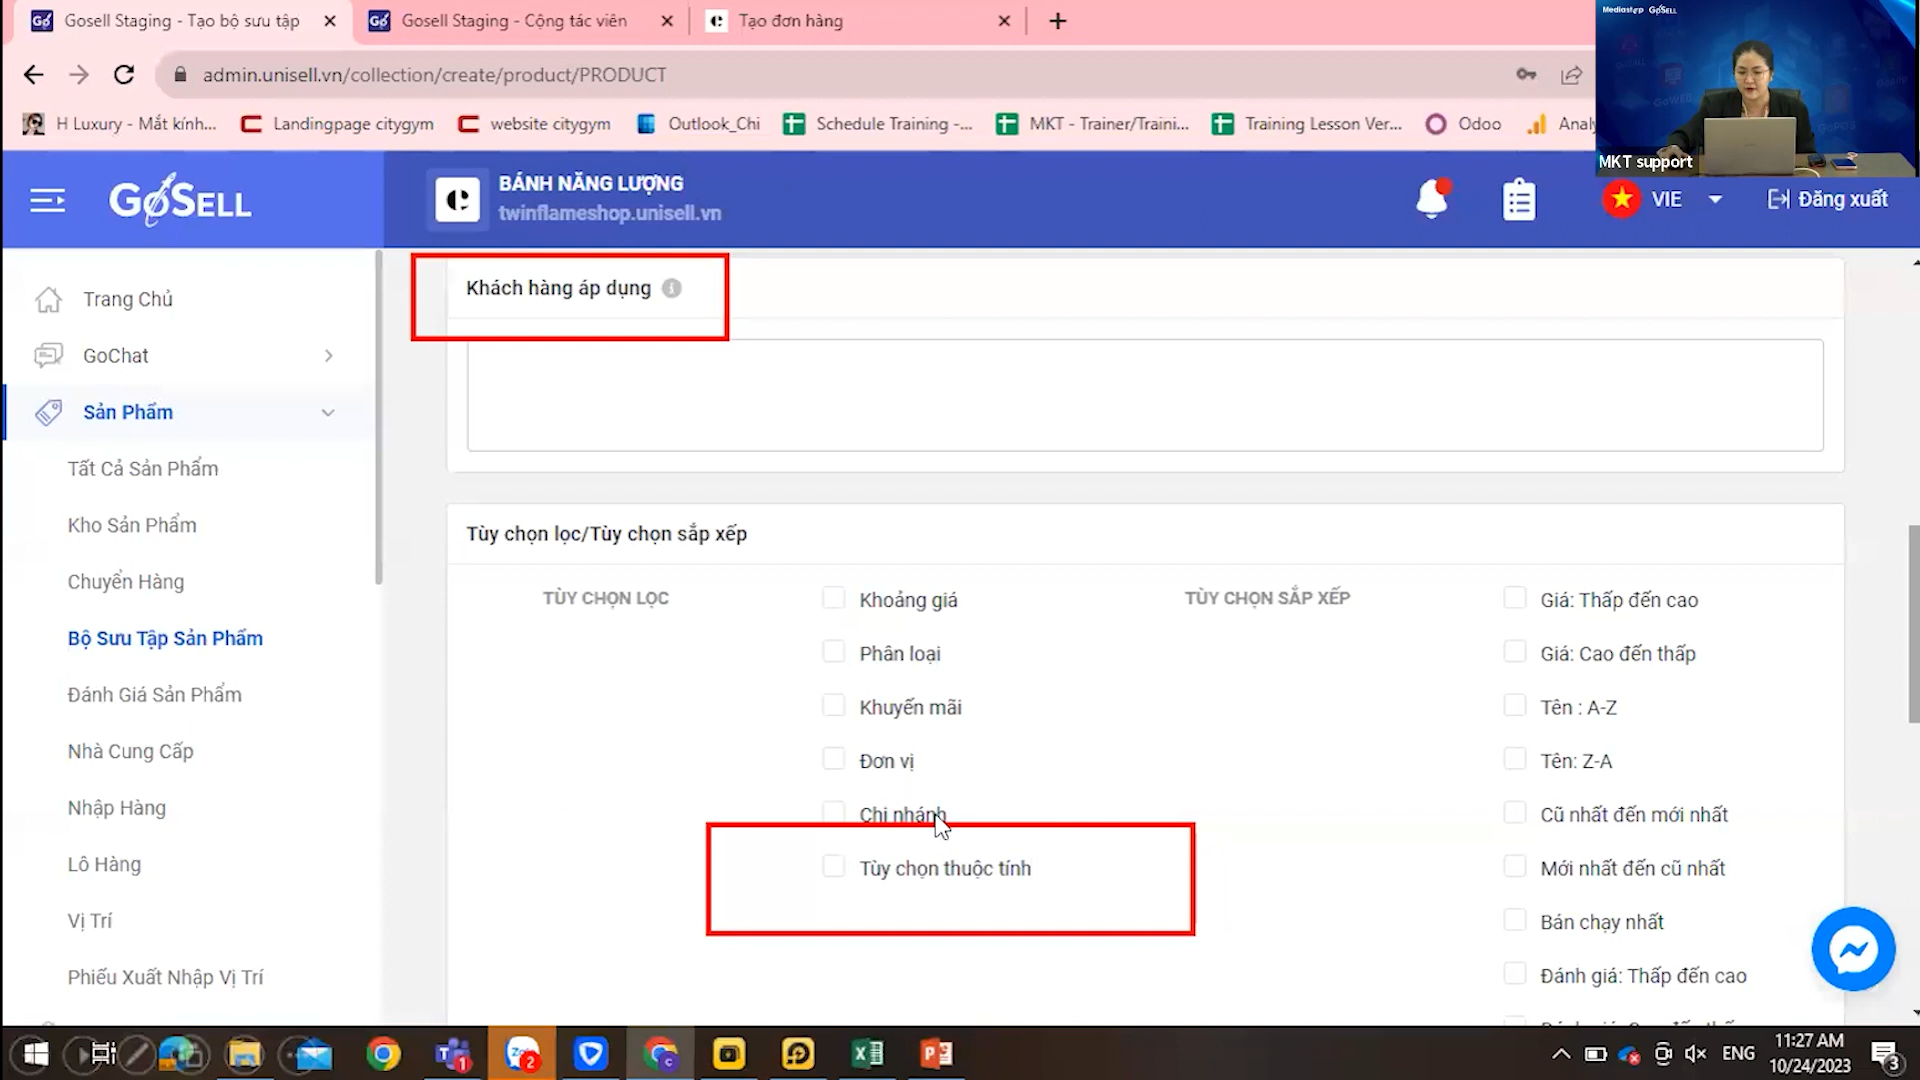 Gosell Staging - Tạo bộ sưu tập
Gosell Staging - Cộng tác viên
Tạo đơn hàng
admin.unisell.vn/collection/create/product/PRODUCT
H Luxury - Mắt kính...
Landingpage citygym
website citygym
Outlook_Chi
Schedule Training -...
MKT - Trainer/Traini...
Training Lesson Ver...
Odoo
Mediastep GOSELL
MKT support
GOSELL
BÁNH NĂNG LƯỢNG
twinflameshop.unisell.vn
VIE
Đăng xuất
Trang Chủ
GoChat
Sản Phẩm
Tất Cả Sản Phẩm
Kho Sản Phẩm
Chuyển Hàng
Bộ Sưu Tập Sản Phẩm
Đánh Giá Sản Phẩm
Nhà Cung Cấp
Nhập Hàng
Lô Hàng
Vị Trí
Phiếu Xuất Nhập Vị Trí
Khách hàng áp dụng
Tùy chọn lọc/Tùy chọn sắp xếp
TÙY CHỌN LỌC
Khoảng giá
Phân loại
Khuyến mãi
Đơn vị
Chi nhánh
Tùy chọn thuộc tính
TÙY CHỌN SẮP XẾP
Giá: Thấp đến cao
Giá: Cao đến thấp
Tên : A-Z
Tên: Z-A
Cũ nhất đến mới nhất
Mới nhất đến cũ nhất
Bán chạy nhất
Đánh giá: Thấp đến cao
ENG
11:27 AM
10/24/2023